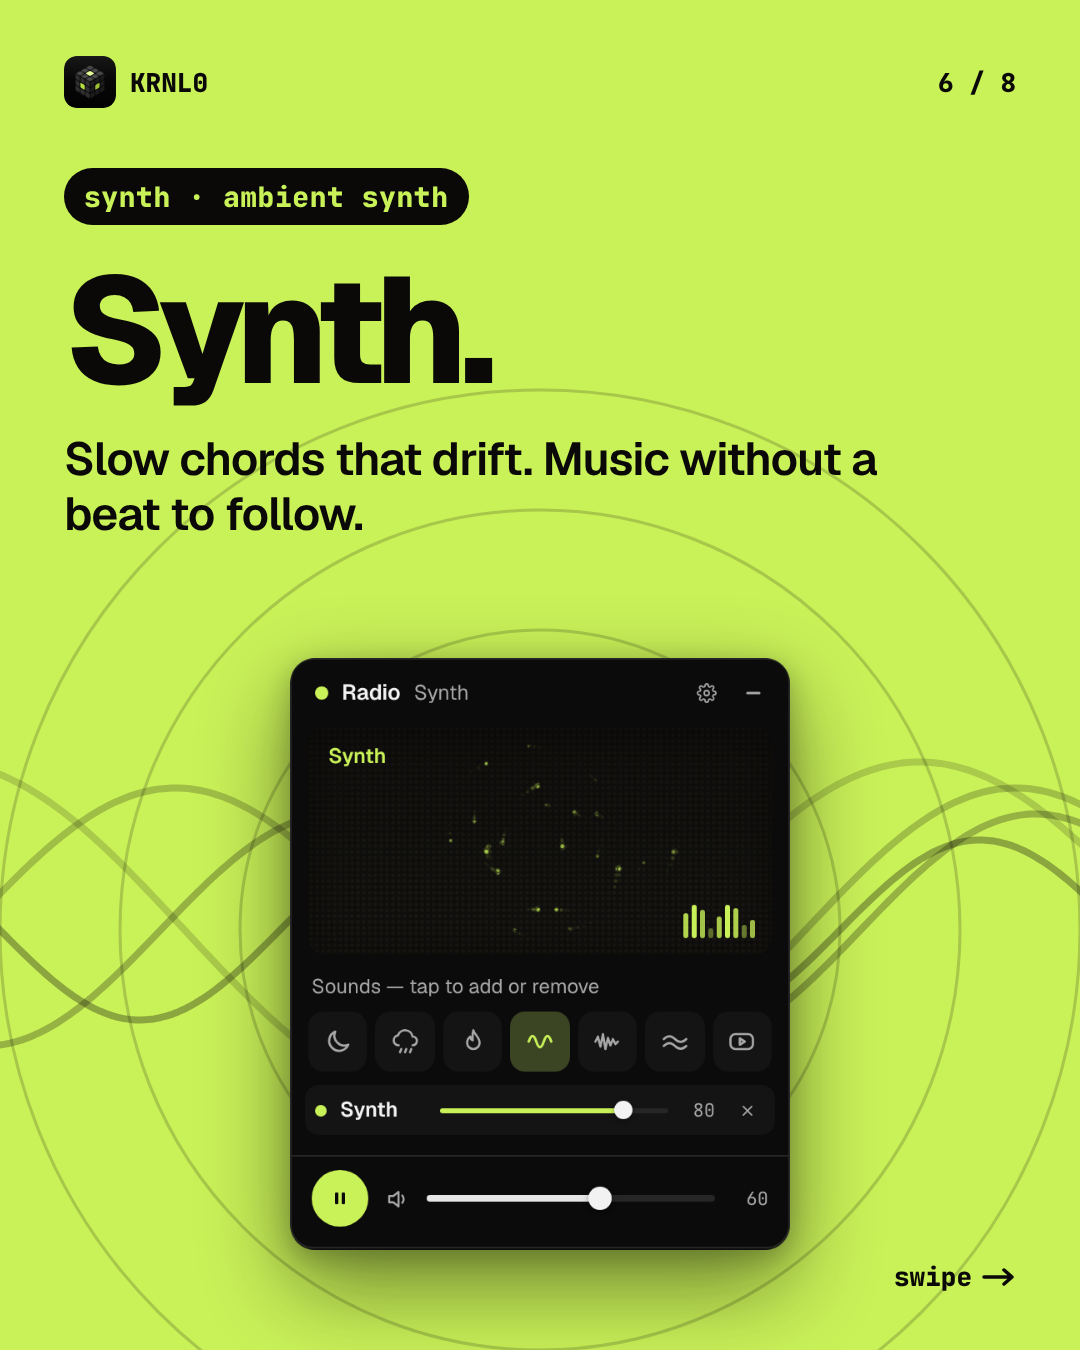 KRNL0
6 / 8
synth · ambient synth
Synth.
Slow chords that drift. Music without a
beat to follow.
Radio Synth
Synth
Sounds — tap to add or remove
Synth 80 ×
60
swipe →